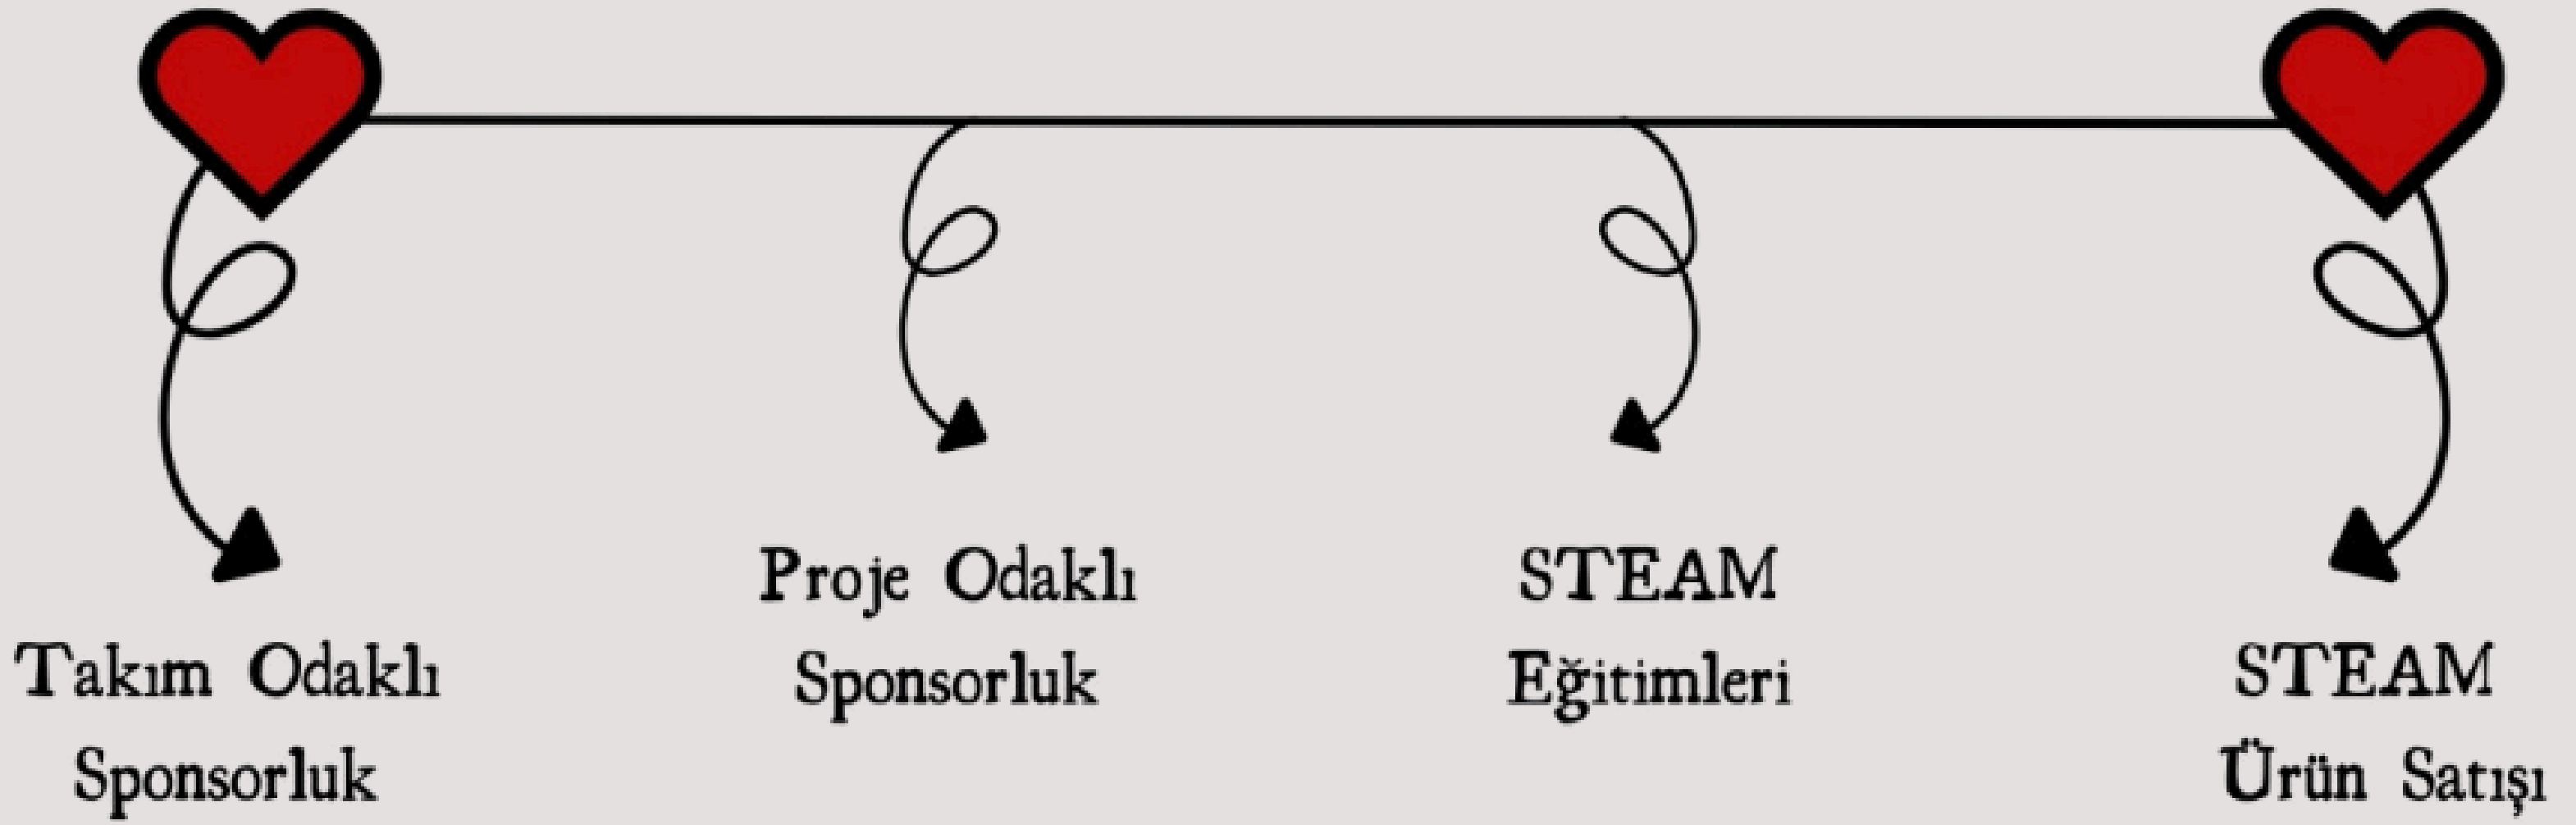 Takım Odaklı
Sponsorluk
Proje Odaklı
Sponsorluk
STEAM
Eğitimleri
STEAM
Ürün Satışı